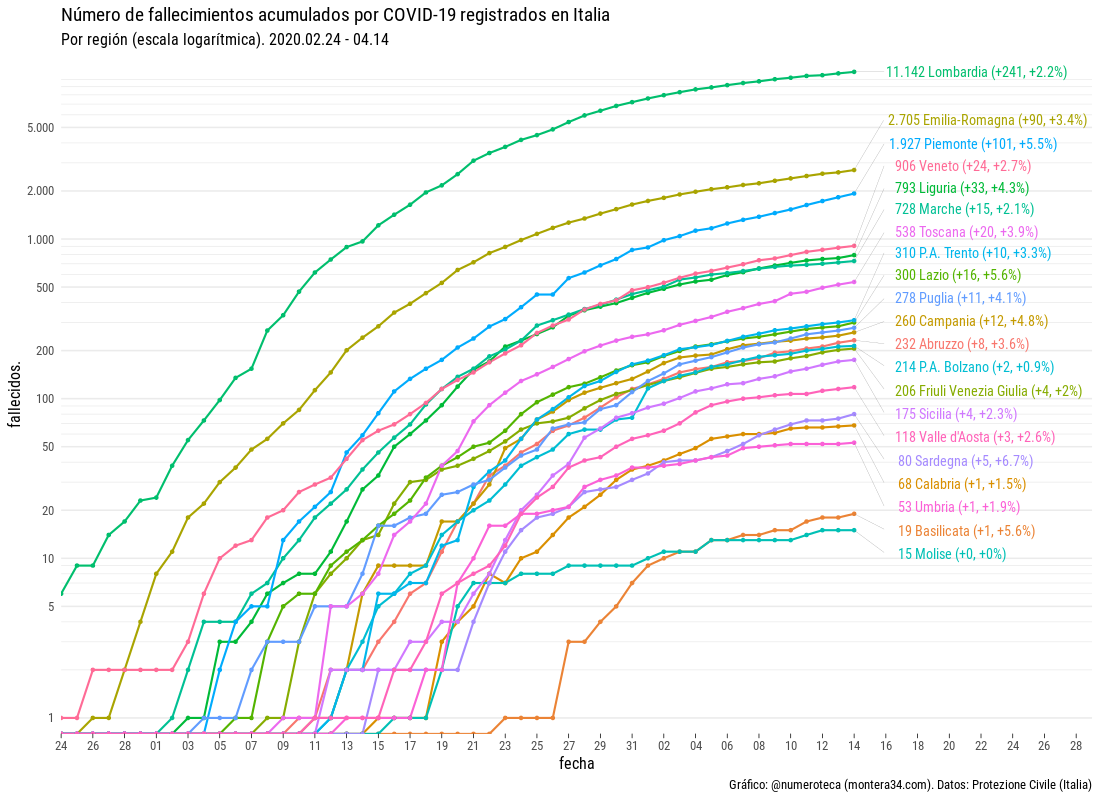 Número de fallecimientos acumulados por COVID-19 registrados en Italia
Por región (escala logarítmica). 2020.02.24 - 04.14
11.142 Lombardia (+241, +2.2%)
2.705 Emilia-Romagna (+90, +3.4%)
1.927 Piemonte (+101, +5.5%)
906 Veneto (+24, +2.7%)
793 Liguria (+33, +4.3%)
728 Marche (+15, +2.1%)
538 Toscana (+20, +3.9%)
310 P.A. Trento (+10, +3.3%)
300 Lazio (+16, +5.6%)
278 Puglia (+11, +4.1%)
260 Campania (+12, +4.8%)
232 Abruzzo (+8, +3.6%)
214 P.A. Bolzano (+2, +0.9%)
206 Friuli Venezia Giulia (+4, +2%)
175 Sicilia (+4, +2.3%)
118 Valle d'Aosta (+3, +2.6%)
80 Sardegna (+5, +6.7%)
68 Calabria (+1, +1.5%)
53 Umbria (+1, +1.9%)
19 Basilicata (+1, +5.6%)
15 Molise (+0, +0%)
fallecidos.
5.000
2.000
1.000
500
200
100
50
20
10
5
1
24 26 28 01 03 05 07 09 11 13 15 17 19 21 23 25 27 29 31 02 04 06 08 10 12 14 16 18 20 22 24 26 28
fecha
Gráfico: @numeroteca (montera34.com). Datos: Protezione Civile (Italia)